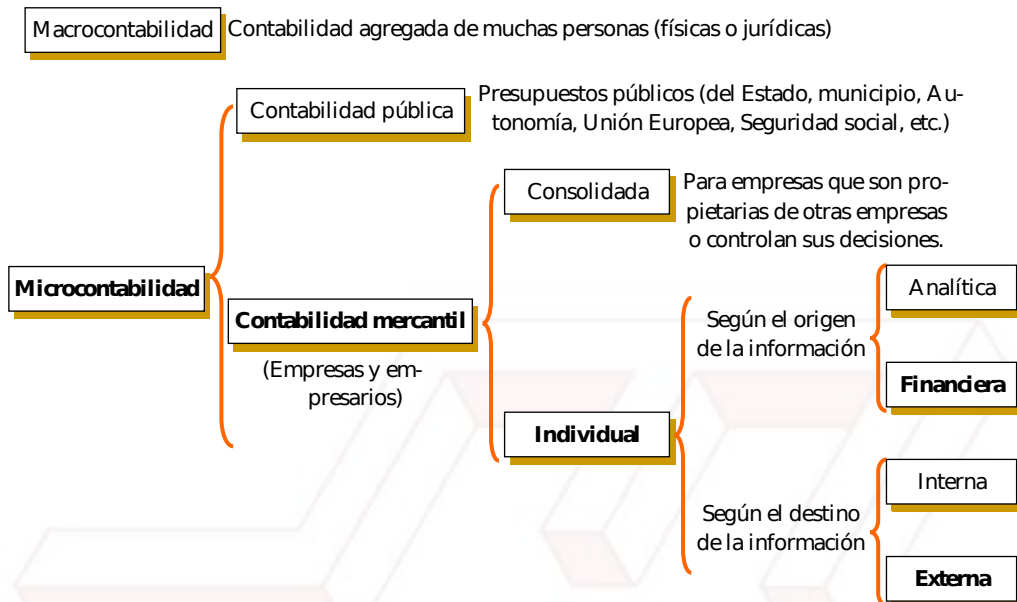 Macrocontabilidad Contabilidad agregada de muchas personas (físicas o jurídicas)
Contabilidad pública
Presupuestos públicos (del Estado, municipio, Au-
tonomía, Unión Europea, Seguridad social, etc.)
Microcontabilidad
Contabilidad mercantil
(Empresas y em-
presarios)
Consolidada
Para empresas que son pro-
pietarias de otras empresas
o controlan sus decisiones.
Individual
Según el origen
de la información
Analítica
Financiera
Según el destino
de la información
Interna
Externa